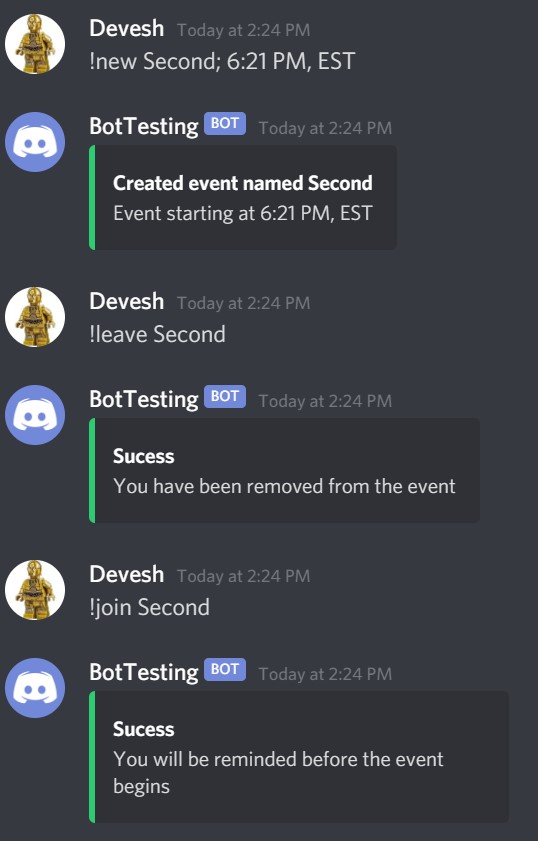 Devesh Today at 2:24 PM
!new Second; 6:21 PM, EST
BotTesting BOT Today at 2:24 PM
Created event named Second
Event starting at 6:21 PM, EST
Devesh Today at 2:24 PM
!leave Second
BotTesting BOT Today at 2:24 PM
Sucess
You have been removed from the event
Devesh Today at 2:24 PM
!join Second
BotTesting BOT Today at 2:24 PM
Sucess
You will be reminded before the event
begins